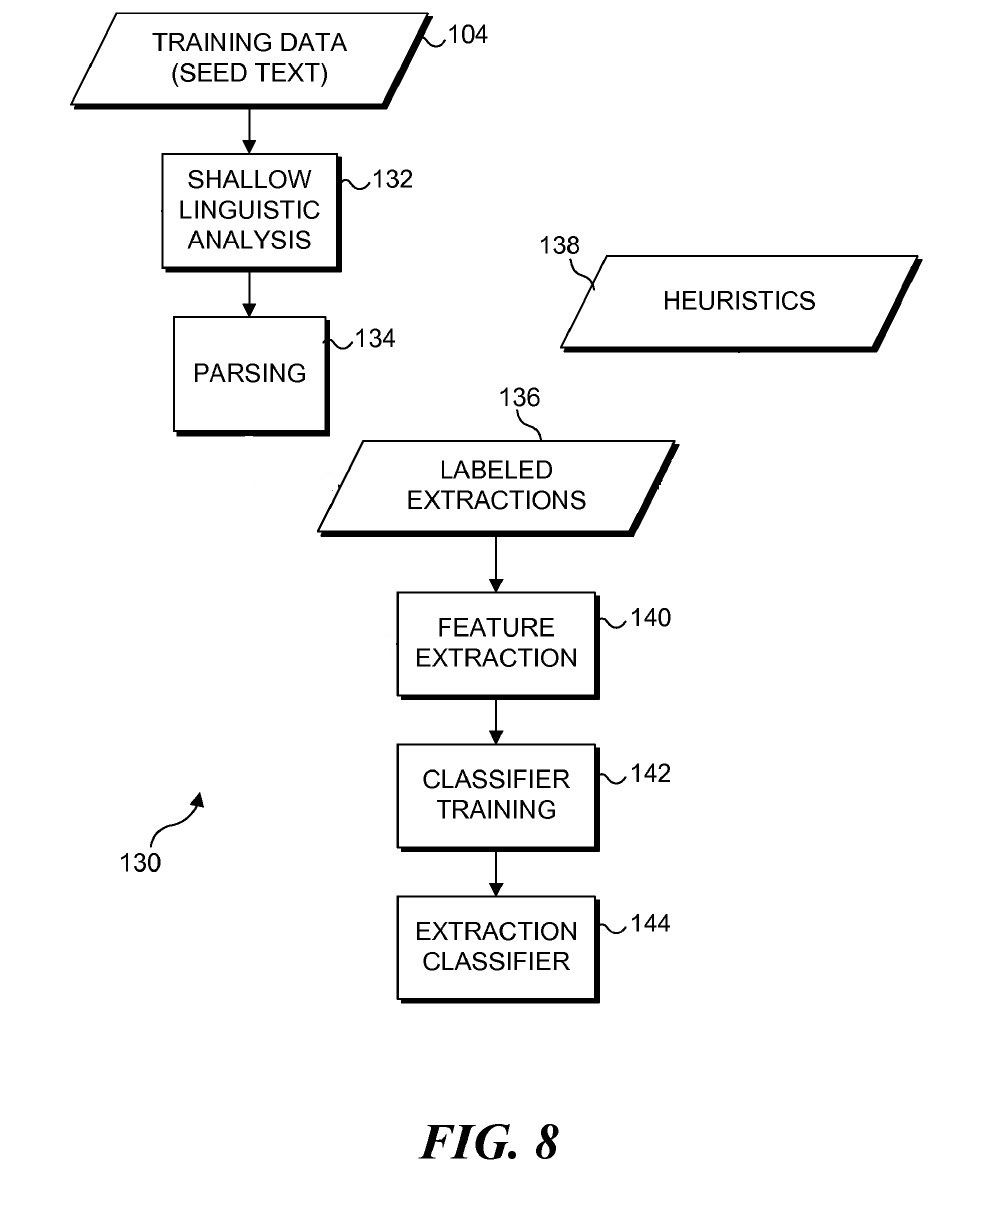 TRAINING DATA
(SEED TEXT)
104
SHALLOW
LINGUISTIC
ANALYSIS
132
138
HEURISTICS
PARSING
134
136
LABELED
EXTRACTIONS
FEATURE
EXTRACTION
140
CLASSIFIER
TRAINING
142
130
EXTRACTION
CLASSIFIER
144
FIG. 8